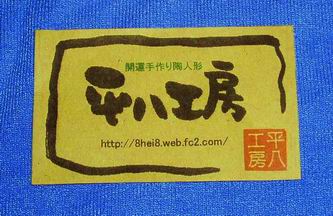 開運手作り陶人形
平八工房
http://8hei8.web.fc2.com/
平八
工房